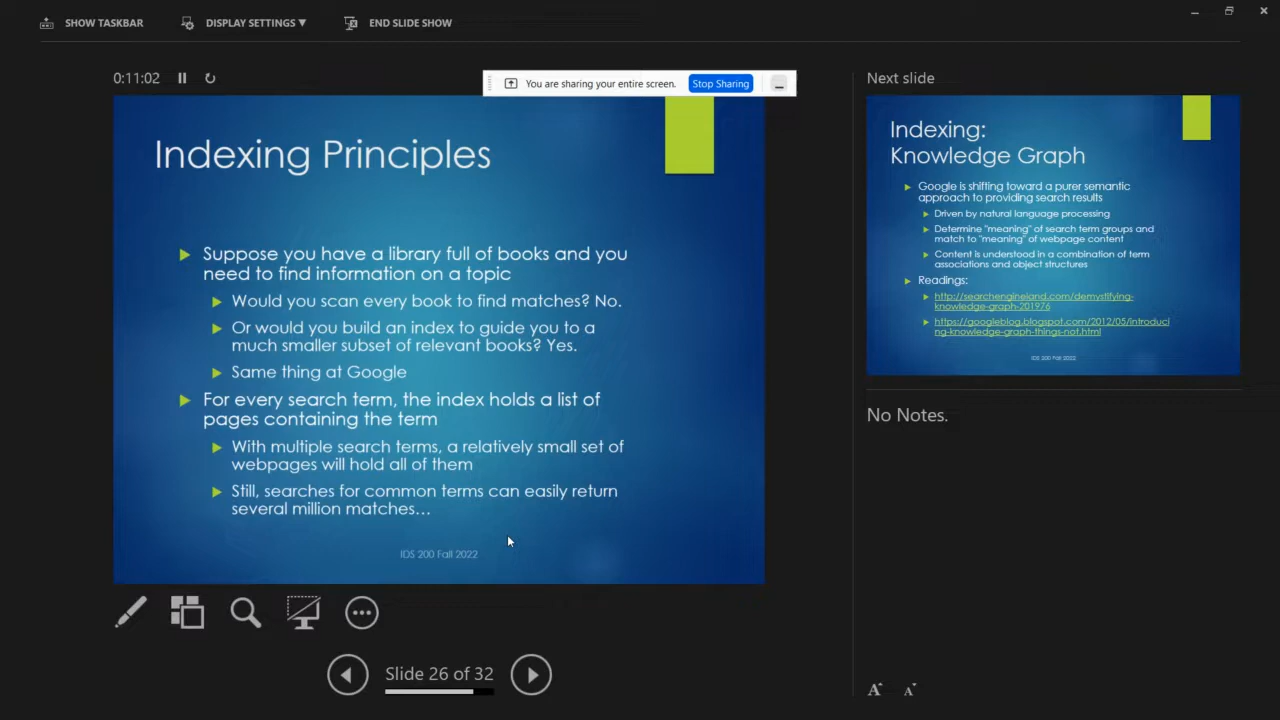 SHOW TASKBAR
DISPLAY SETTINGS ▼
END SLIDE SHOW
0:11:02
You are sharing your entire screen.
Stop Sharing
Indexing Principles
Suppose you have a library full of books and you
need to find information on a topic
Would you scan every book to find matches? No.
Or would you build an index to guide you to a
much smaller subset of relevant books? Yes.
Same thing at Google
For every search term, the index holds a list of
pages containing the term
With multiple search terms, a relatively small set of
webpages will hold all of them
Still, searches for common terms can easily return
several million matches…
IDS 200 Fall 2022
Slide 26 of 32
Next slide
Indexing:
Knowledge Graph
Google is shifting toward a purer semantic
approach to providing search results
Driven by natural language processing
Determine "meaning" of search term groups and
match to "meaning" of webpage content
Content is understood in a combination of term
associations and object structures
Readings:
http://searchengineland.com/demystifying-
knowledge-graph-201976
https://googleblog.blogspot.com/2012/05/introduci
ng-knowledge-graph-things-not.html
IDS 200 Fall 2022
No Notes.
A A